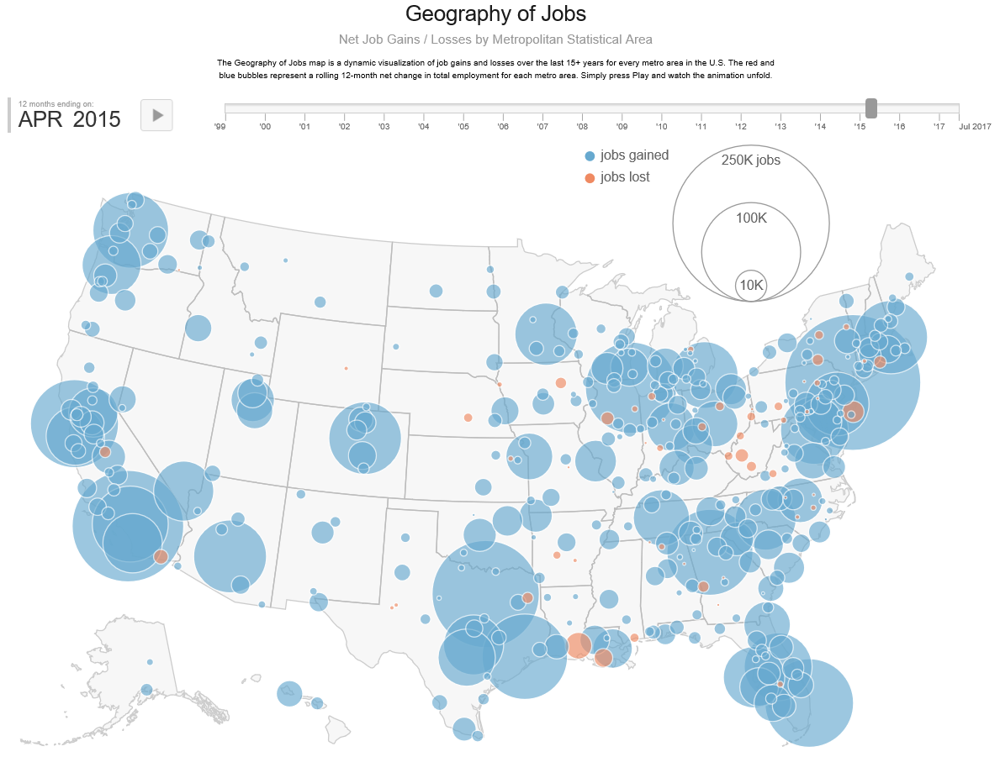 Geography of Jobs
Net Job Gains / Losses by Metropolitan Statistical Area
The Geography of Jobs map is a dynamic visualization of job gains and losses over the last 15+ years for every metro area in the U.S. The red and
blue bubbles represent a rolling 12-month net change in total employment for each metro area. Simply press Play and watch the animation unfold.
12 months ending on:
APR 2015
'99 '00 '01 '02 '03 '04 '05 '06 '07 '08 '09 '10 '11 '12 '13 '14 '15 '16 '17 Jul 2017
jobs gained
jobs lost
250K jobs
100K
10K